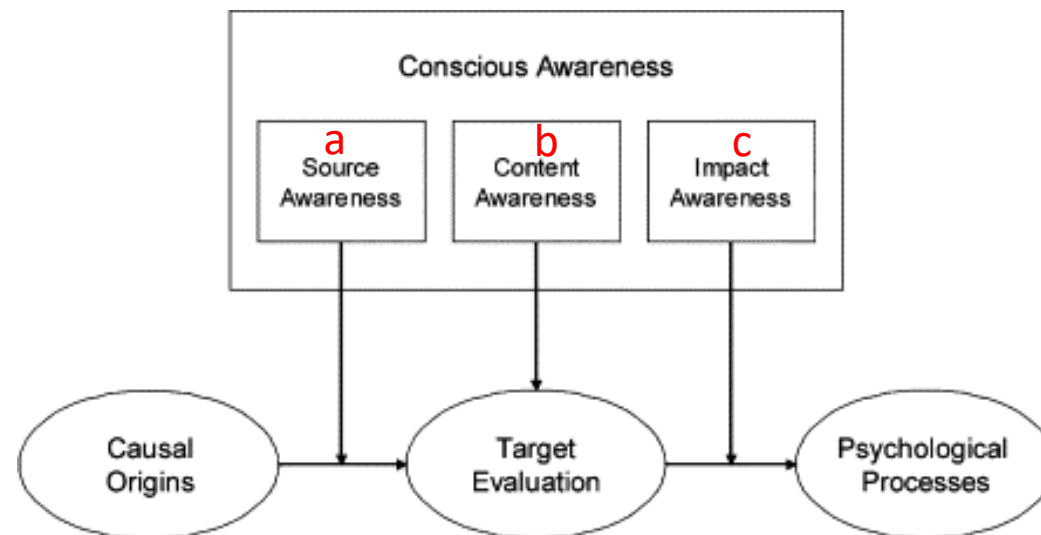 Conscious Awareness
a
Source
Awareness
b
Content
Awareness
c
Impact
Awareness
Causal
Origins
Target
Evaluation
Psychological
Processes